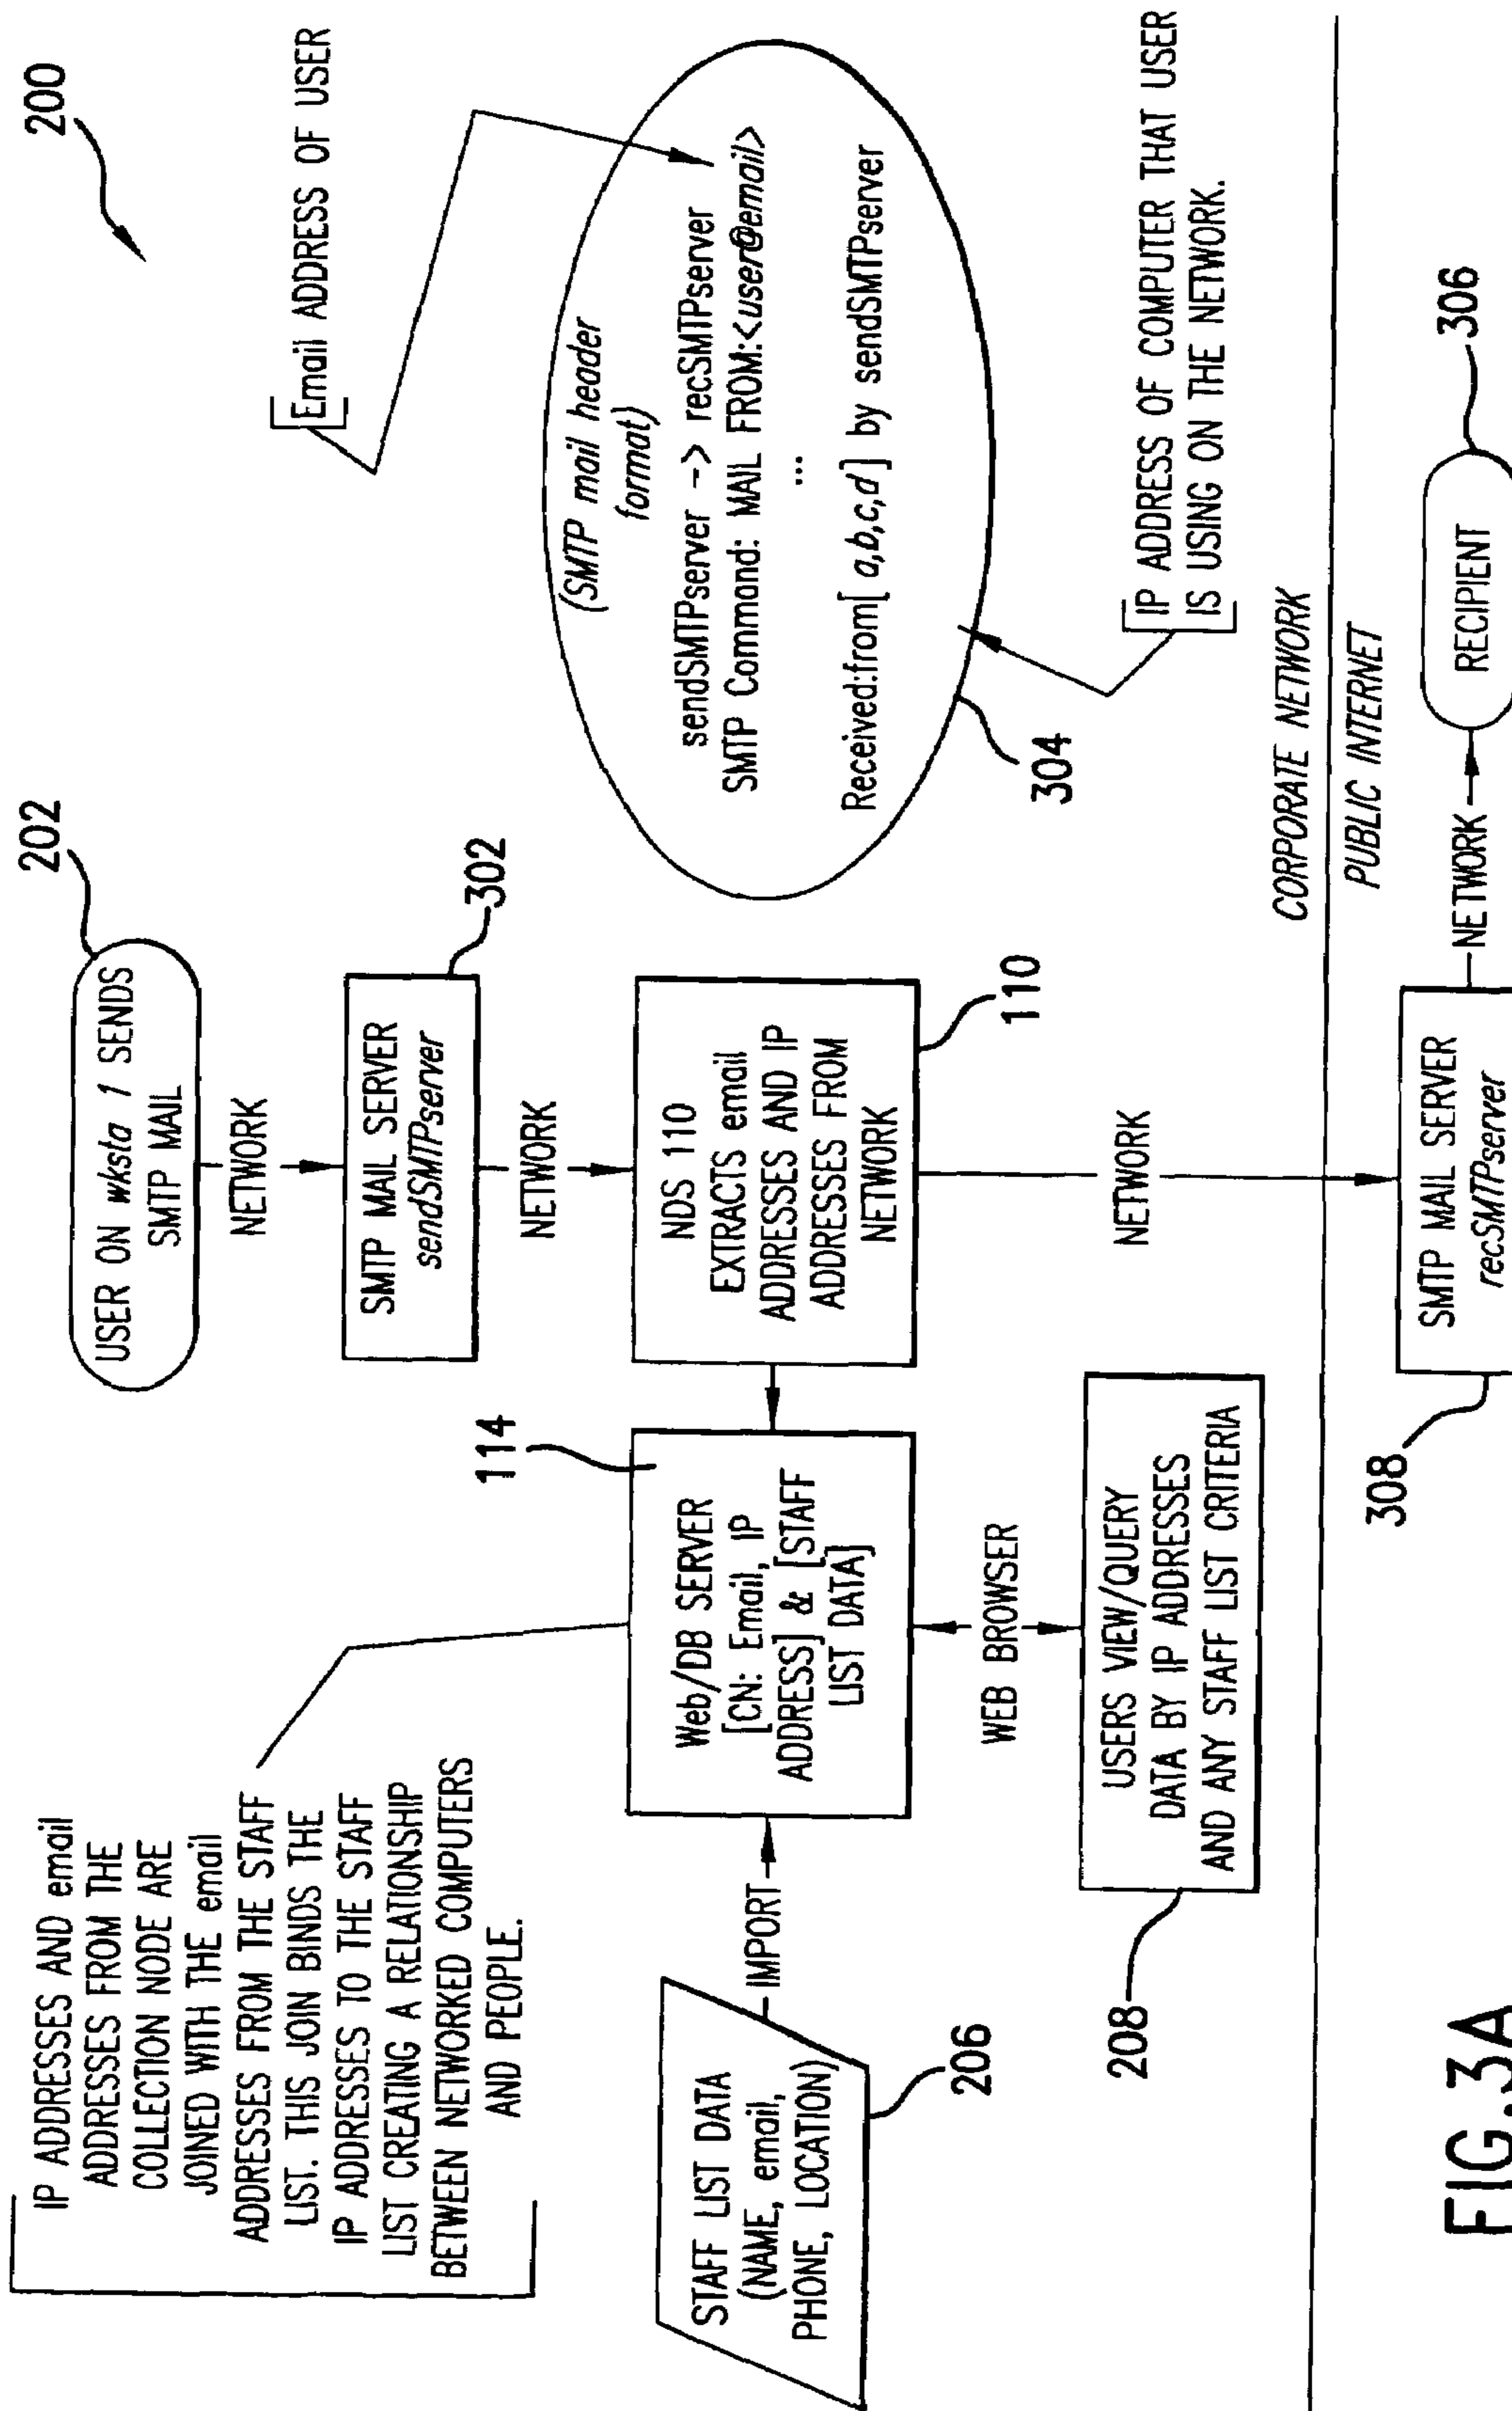 200
202
USER ON wksta 1 SENDS
SMTP MAIL
NETWORK
SMTP MAIL SERVER
sendSMTPserver
302
NETWORK
NDS 110
EXTRACTS email
ADDRESSES AND IP
ADDRESSES FROM
NETWORK
110
NETWORK
[Email ADDRESS OF USER
(SMTP mail header
format)
sendSMTPserver -> recSMTPserver
SMTP Command: MAIL FROM:<user@email>
...
Received:from[ a,b,c,d] by sendSMTPserver
304
IP ADDRESS OF COMPUTER THAT USER
IS USING ON THE NETWORK.
IP ADDRESSES AND email
ADDRESSES FROM THE
COLLECTION NODE ARE
JOINED WITH THE email
ADDRESSES FROM THE STAFF
LIST. THIS JOIN BINDS THE
IP ADDRESSES TO THE STAFF
LIST CREATING A RELATIONSHIP
BETWEEN NETWORKED COMPUTERS
AND PEOPLE.
114
Web/DB SERVER
[CN: Email, IP
ADDRESS] & [STAFF
LIST DATA]
IMPORT
STAFF LIST DATA
(NAME, email,
PHONE, LOCATION)
206
WEB BROWSER
USERS VIEW/QUERY
DATA BY IP ADDRESSES
AND ANY STAFF LIST CRITERIA
208
CORPORATE NETWORK
PUBLIC INTERNET
308
SMTP MAIL SERVER
recSMTPserver
NETWORK
RECIPIENT
306
FIG.3A